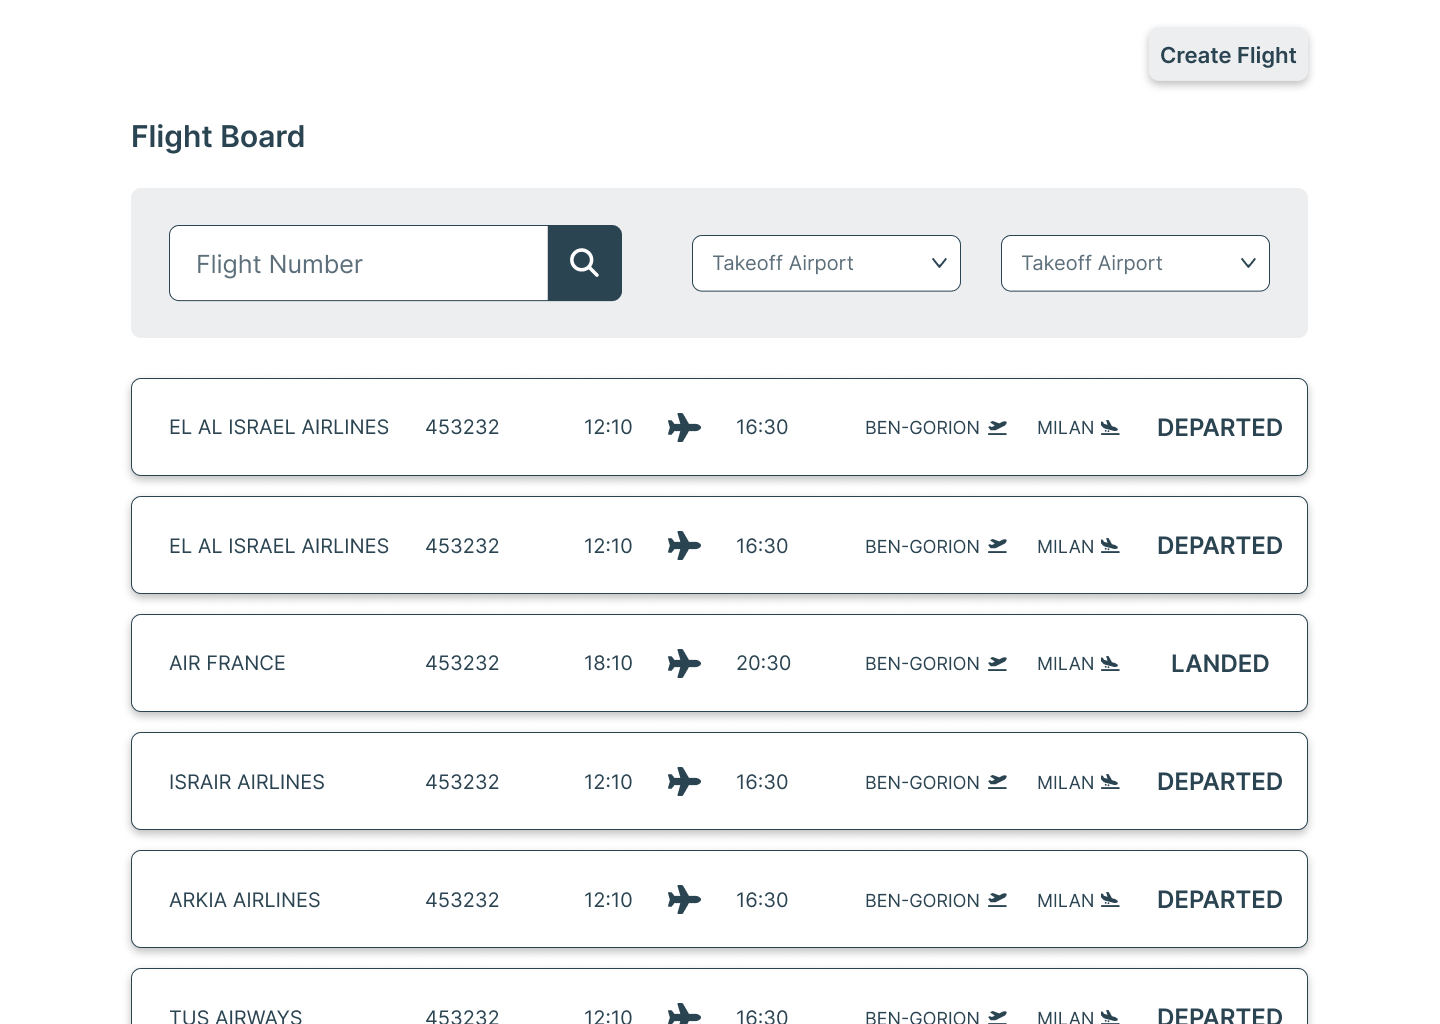 Create Flight
Flight Board
Flight Number
Takeoff Airport
Takeoff Airport
EL AL ISRAEL AIRLINES 453232 12:10 16:30 BEN-GORION MILAN DEPARTED
EL AL ISRAEL AIRLINES 453232 12:10 16:30 BEN-GORION MILAN DEPARTED
AIR FRANCE 453232 18:10 20:30 BEN-GORION MILAN LANDED
ISRAIR AIRLINES 453232 12:10 16:30 BEN-GORION MILAN DEPARTED
ARKIA AIRLINES 453232 12:10 16:30 BEN-GORION MILAN DEPARTED
TUS AIRWAYS 453232 12:10 16:30 BEN-GORION MILAN DEPARTED